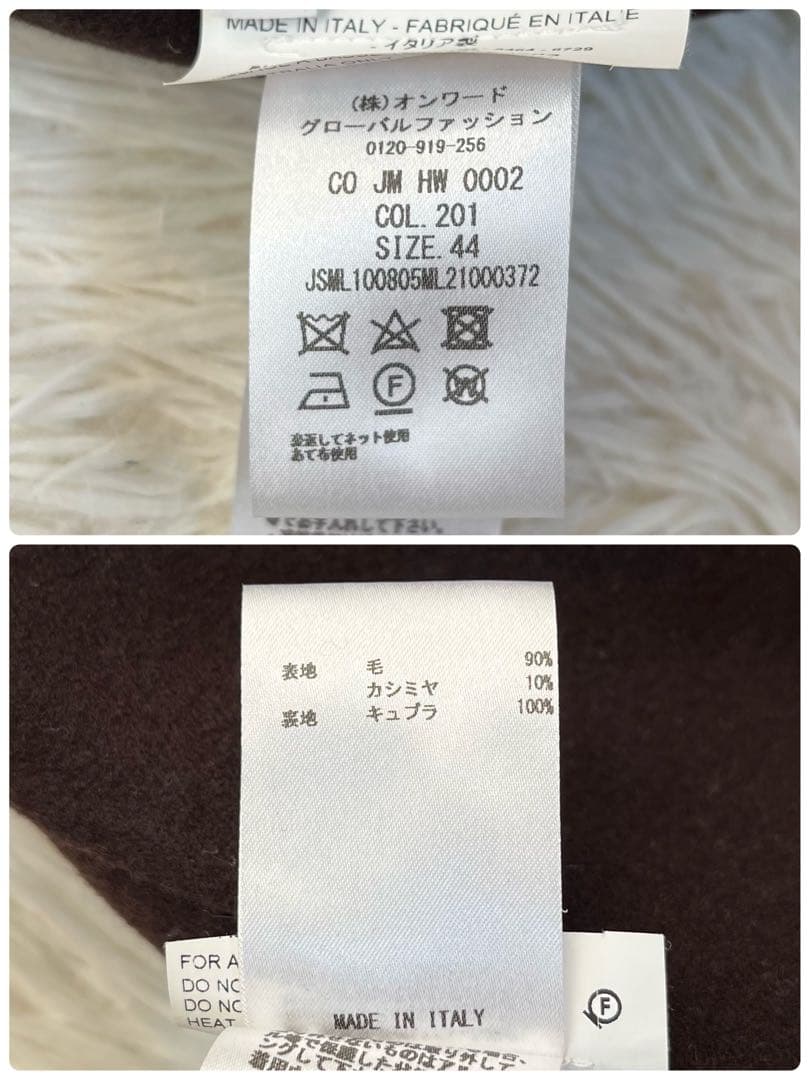 MADE IN ITALY - FABRIQUÉ EN ITALIE
- イタリア製
(株)オンワード
グローバルファッション
0120-919-256
CO JM HW 0002
COL.201
SIZE.44
JSML100805ML21000372
F
W
裏返してネット使用
あて布使用
表地 毛 90%
カシミヤ 10%
裏地 キュプラ 100%
FOR A
DO NO
DO NO
HEAT
F
MADE IN ITALY